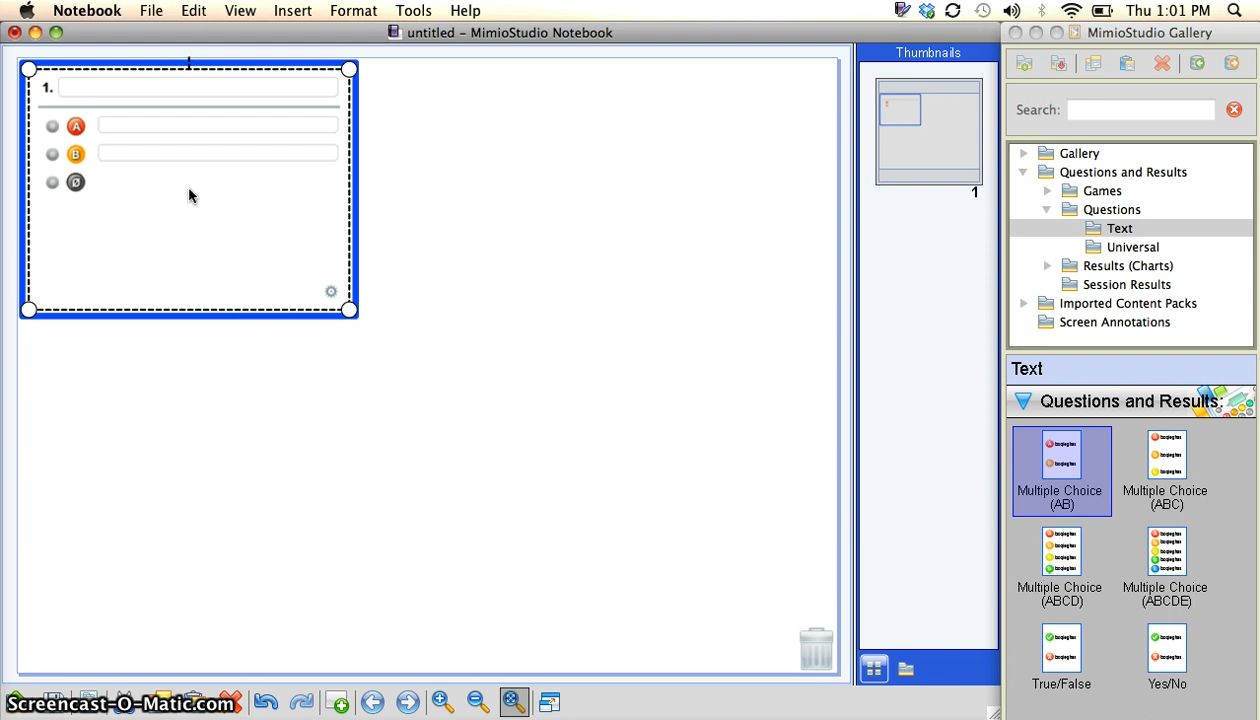 Notebook File Edit View Insert Format Tools Help Thu 1:01 PM
untitled – MimioStudio Notebook
1.
A
B
Ø
Thumbnails
1
MimioStudio Gallery
Search:
Gallery
Questions and Results
Games
Questions
Text
Universal
Results (Charts)
Session Results
Imported Content Packs
Screen Annotations
Text
Questions and Results:
Multiple Choice (AB)
Multiple Choice (ABC)
Multiple Choice (ABCD)
Multiple Choice (ABCDE)
True/False
Yes/No
Screencast-O-Matic.com